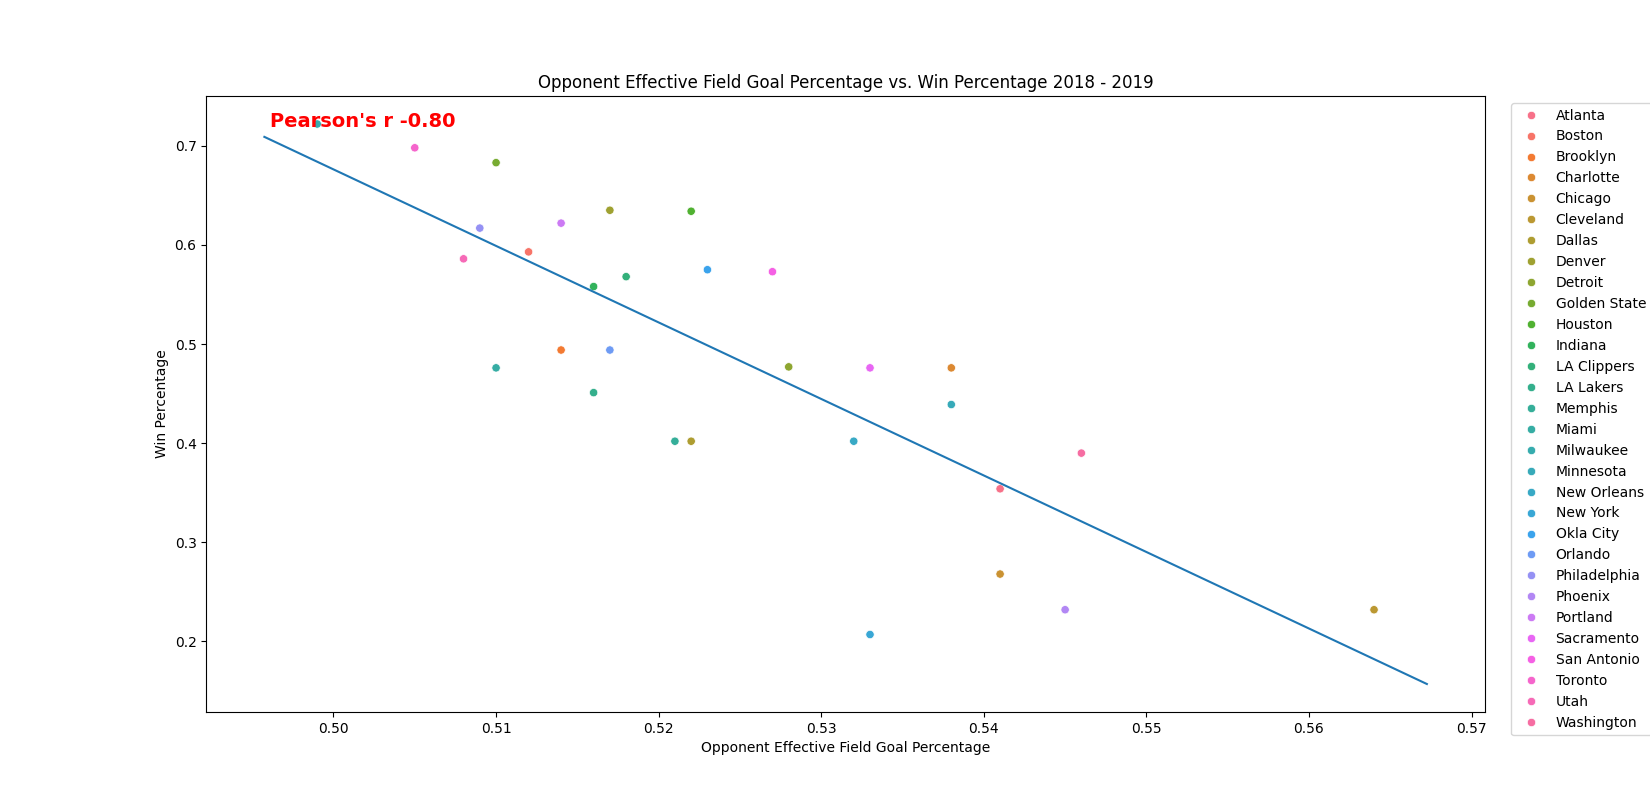 Opponent Effective Field Goal Percentage vs. Win Percentage 2018 - 2019
Pearson's r -0.80
0.7
0.6
0.5
0.4
0.3
0.2
Win Percentage
0.50 0.51 0.52 0.53 0.54 0.55 0.56 0.57
Opponent Effective Field Goal Percentage
Atlanta
Boston
Brooklyn
Charlotte
Chicago
Cleveland
Dallas
Denver
Detroit
Golden State
Houston
Indiana
LA Clippers
LA Lakers
Memphis
Miami
Milwaukee
Minnesota
New Orleans
New York
Okla City
Orlando
Philadelphia
Phoenix
Portland
Sacramento
San Antonio
Toronto
Utah
Washington